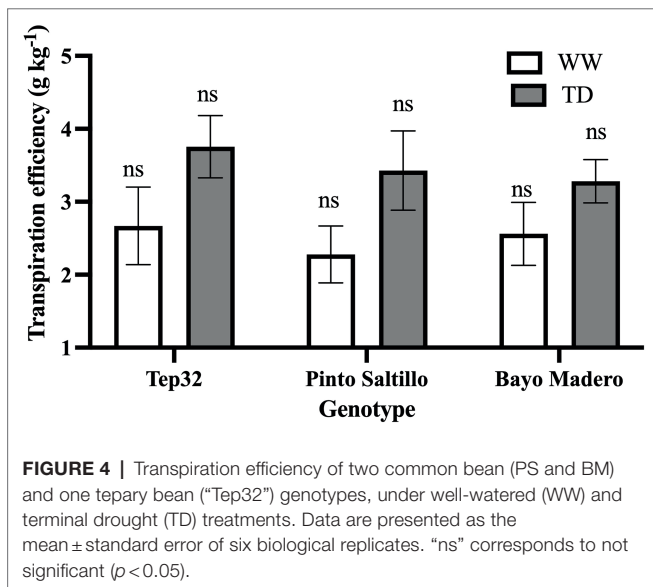 Transpiration efficiency (g kg⁻¹)
5
4
3
2
1
WW
TD
ns
ns
ns
ns
ns
ns
Tep32
Pinto Saltillo
Bayo Madero
Genotype
FIGURE 4 | Transpiration efficiency of two common bean (PS and BM)
and one tepary bean (“Tep32”) genotypes, under well-watered (WW) and
terminal drought (TD) treatments. Data are presented as the
mean ± standard error of six biological replicates. “ns” corresponds to not
significant (p < 0.05).